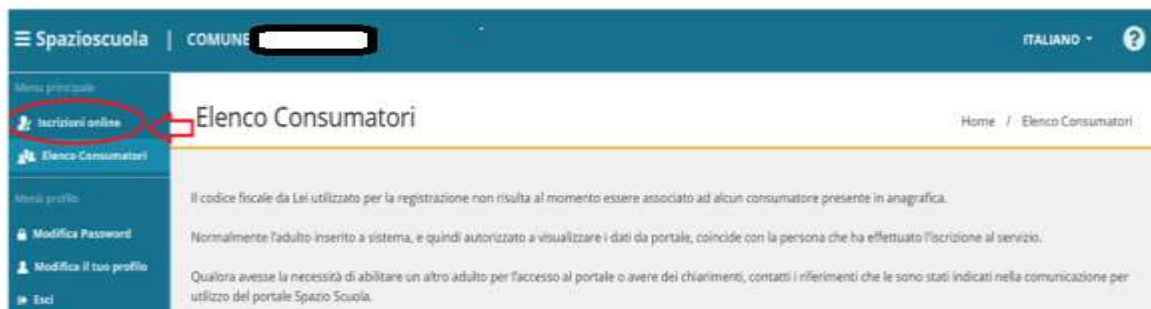 Spazioscuola | COMUNE
ITALIANO
?
Menu principale
Iscrizioni online
Elenco Consumatori
Menù profilo
Modifica Password
Modifica il tuo profilo
Esci
Elenco Consumatori
Home / Elenco Consumatori
Il codice fiscale da Lei utilizzato per la registrazione non risulta al momento essere associato ad alcun consumatore presente in anagrafica.
Normalmente l'adulto inserito a sistema, e quindi autorizzato a visualizzare i dati da portale, coincide con la persona che ha effettuato l'iscrizione al servizio.
Qualora avesse la necessità di abilitare un altro adulto per l'accesso al portale o avere dei chiarimenti, contatti i riferimenti che le sono stati indicati nella comunicazione per
utilizzo del portale Spazio Scuola.